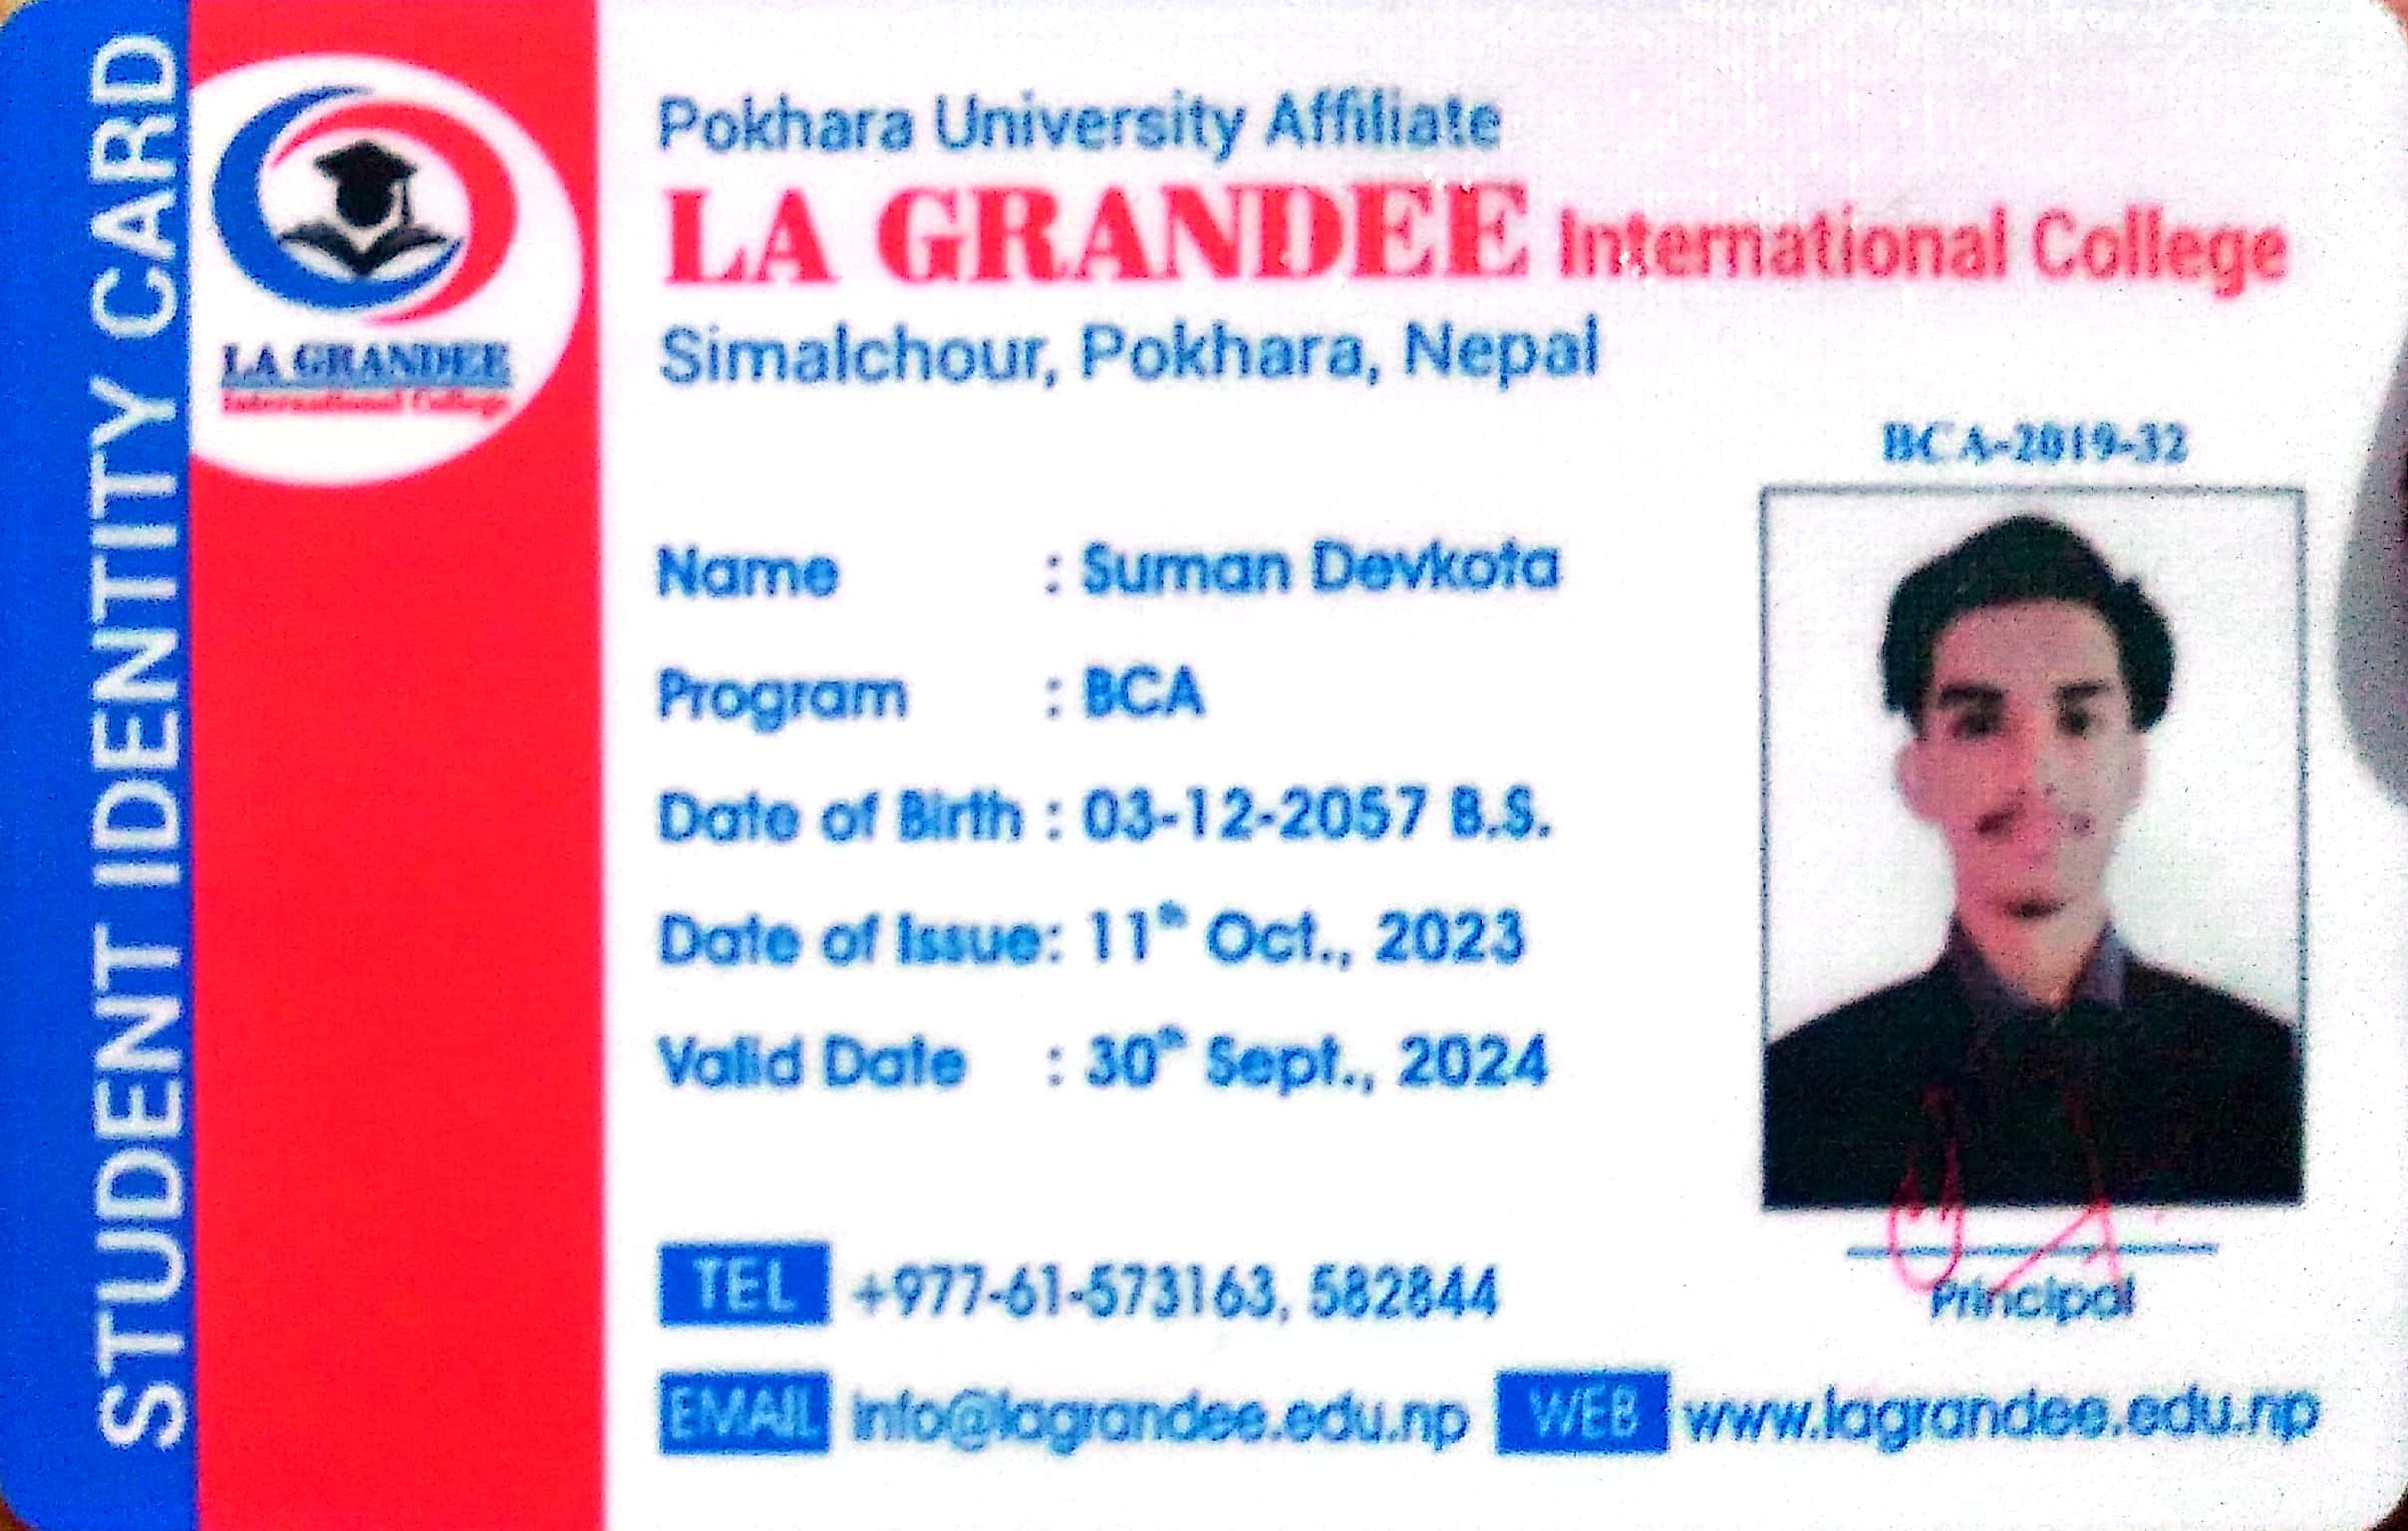 STUDENT IDENTITY CARD
LA GRANDEE
International College
Pokhara University Affiliate
LA GRANDEE International College
Simalchour, Pokhara, Nepal
BCA-2019-32
Name : Suman Devkota
Program : BCA
Date of Birth : 03-12-2057 B.S.
Date of Issue: 11th Oct., 2023
Valid Date : 30th Sept., 2024
Principal
TEL +977-61-573163, 582844
EMAIL info@lagrandee.edu.np WEB www.lagrandee.edu.np